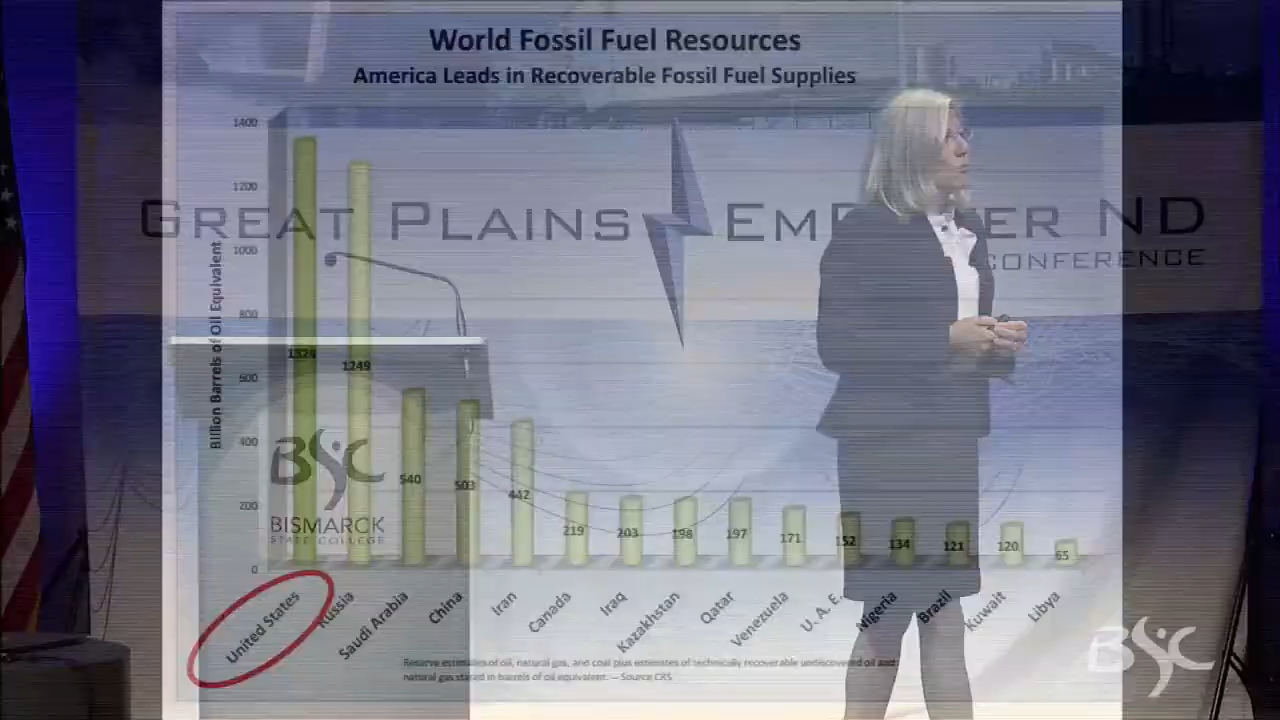 World Fossil Fuel Resources
America Leads in Recoverable Fossil Fuel Supplies
1400
1200
1000
800
600
400
200
0
Billion Barrels of Oil Equivalent
GREAT PLAINS EMPOWER ND
CONFERENCE
1324
1249
540
503
442
219
203
198
197
171
152
134
121
120
65
BSC
BISMARCK
STATE COLLEGE
United States
Russia
Saudi Arabia
China
Iran
Canada
Iraq
Kazakhstan
Qatar
Venezuela
U. A. E.
Nigeria
Brazil
Kuwait
Libya
Reserve estimates of oil, natural gas, and coal plus estimates of technically recoverable undiscovered oil and
natural gas stated in barrels of oil equivalent. — Source CRS
BSC